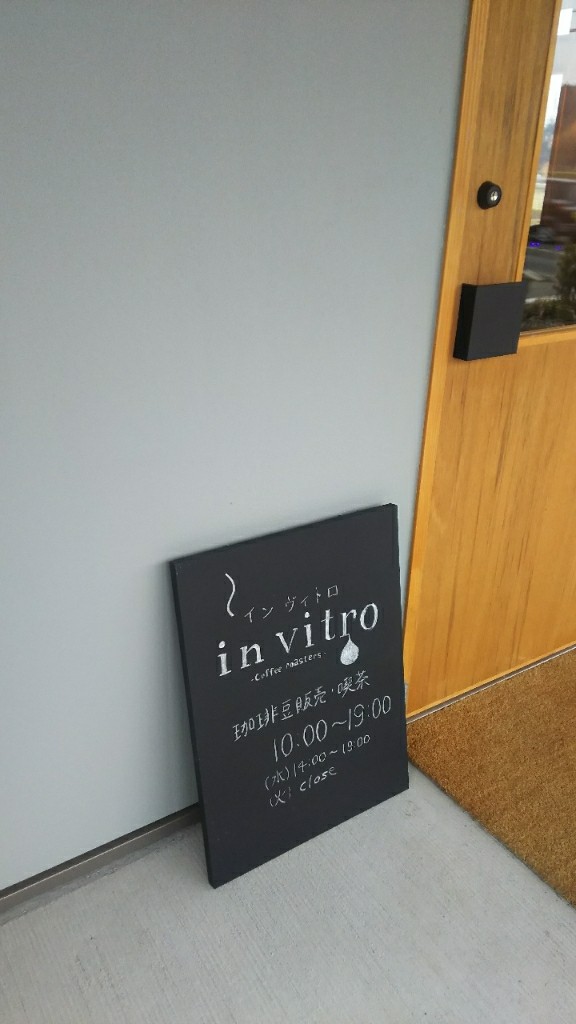 イン ヴィトロ
in vitro
-Coffee roasters-
珈琲豆販売・喫茶
10:00〜19:00
(水)14:00〜19:00
(火) close